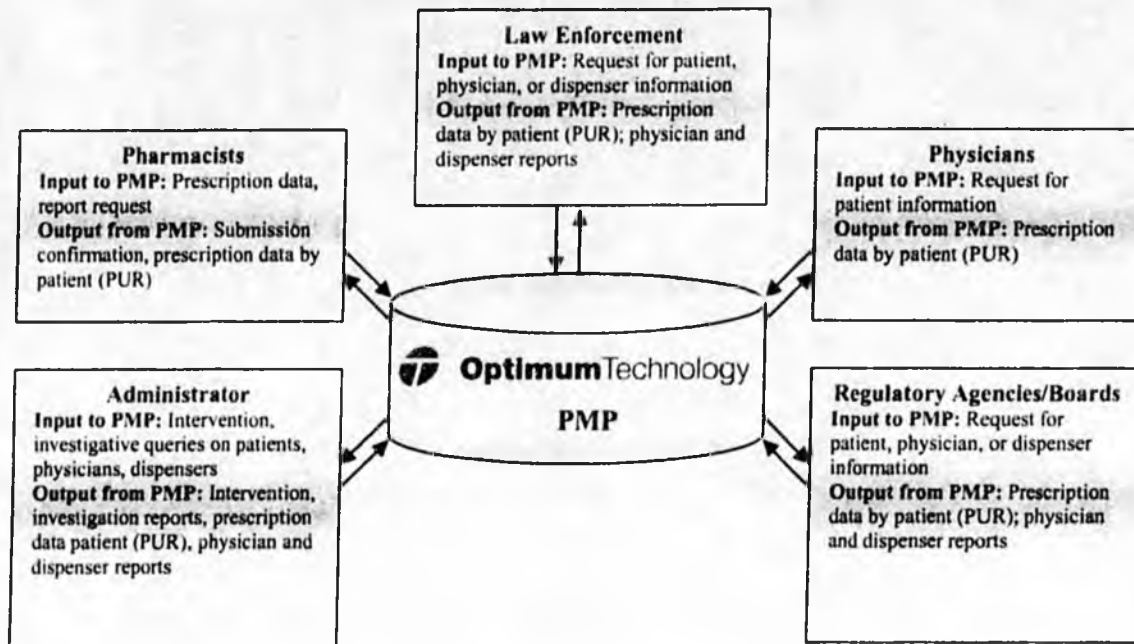 Law Enforcement
Input to PMP: Request for patient,
physician, or dispenser information
Output from PMP: Prescription
data by patient (PUR); physician and
dispenser reports
Pharmacists
Input to PMP: Prescription data,
report request
Output from PMP: Submission
confirmation, prescription data by
patient (PUR)
Physicians
Input to PMP: Request for
patient information
Output from PMP: Prescription
data by patient (PUR)
OptimumTechnology
PMP
Administrator
Input to PMP: Intervention,
investigative queries on patients,
physicians, dispensers
Output from PMP: Intervention,
investigation reports, prescription
data patient (PUR), physician and
dispenser reports
Regulatory Agencies/Boards
Input to PMP: Request for
patient, physician, or dispenser
information
Output from PMP: Prescription
data by patient (PUR); physician
and dispenser reports